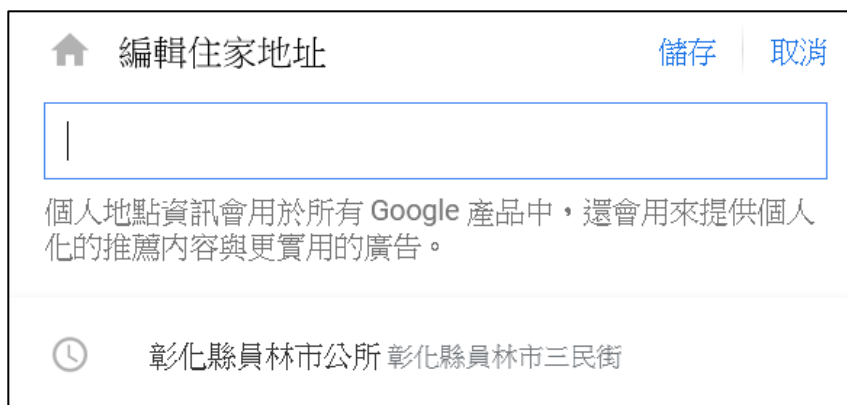 編輯住家地址 儲存 取消
個人地點資訊會用於所有 Google 產品中，還會用來提供個人
化的推薦内容與更實用的廣告。
彰化縣員林市公所 彰化縣員林市三民街